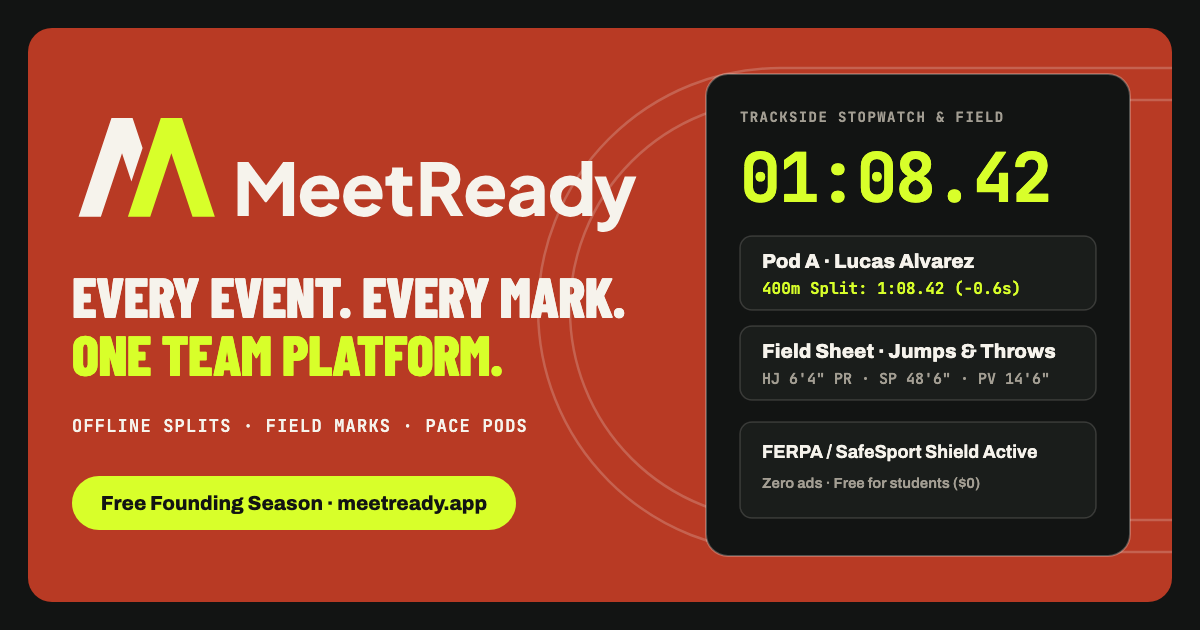 MeetReady
EVERY EVENT. EVERY MARK.
ONE TEAM PLATFORM.
OFFLINE SPLITS · FIELD MARKS · PACE PODS
Free Founding Season · meetready.app
TRACKSIDE STOPWATCH & FIELD
01:08.42
Pod A · Lucas Alvarez
400m Split: 1:08.42 (-0.6s)
Field Sheet · Jumps & Throws
HJ 6'4" PR · SP 48'6" · PV 14'6"
FERPA / SafeSport Shield Active
Zero ads · Free for students ($0)